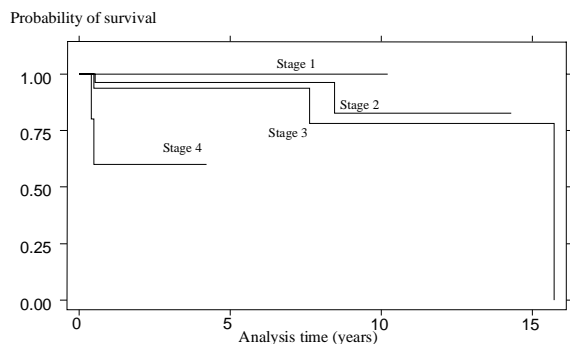 Probability of survival
1.00
0.75
0.50
0.25
0.00
Stage 1
Stage 2
Stage 3
Stage 4
0 5 10 15
Analysis time (years)